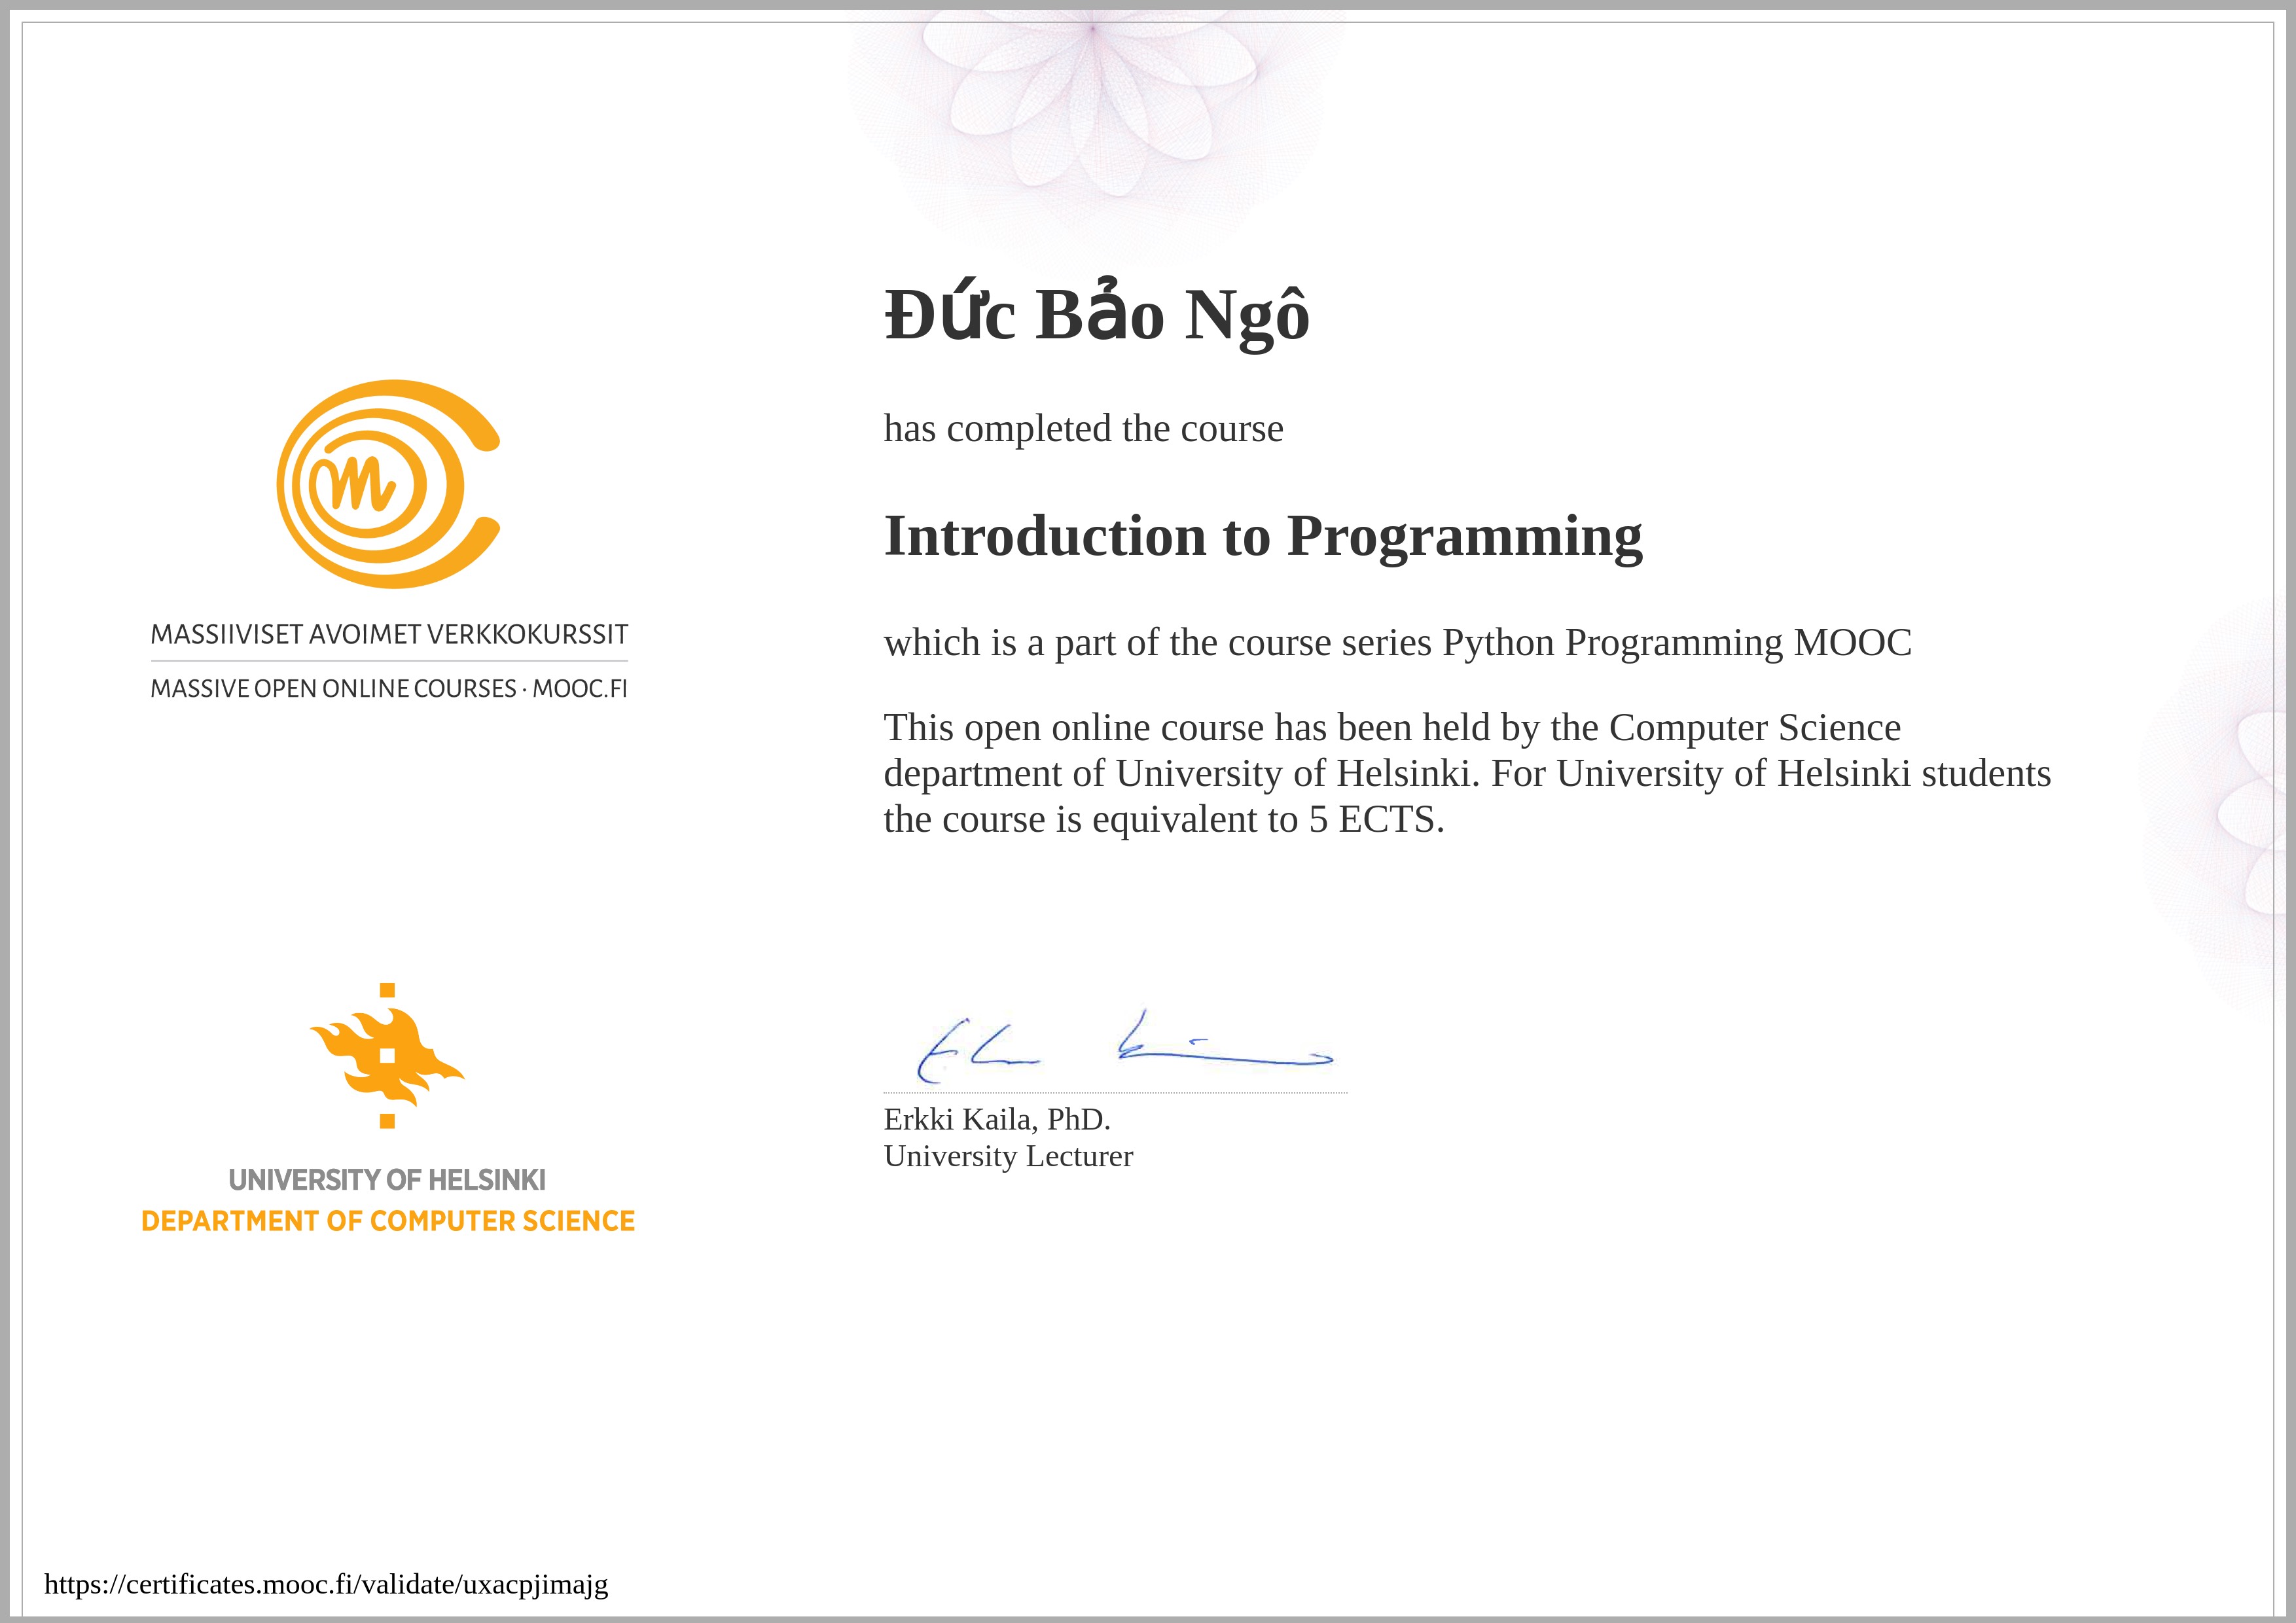 Đức Bảo Ngô
has completed the course
Introduction to Programming
which is a part of the course series Python Programming MOOC
This open online course has been held by the Computer Science
department of University of Helsinki. For University of Helsinki students
the course is equivalent to 5 ECTS.
Erkki Kaila, PhD.
University Lecturer
m
MASSIIVISET AVOIMET VERKKOKURSSIT
MASSIVE OPEN ONLINE COURSES · MOOC.FI
UNIVERSITY OF HELSINKI
DEPARTMENT OF COMPUTER SCIENCE
https://certificates.mooc.fi/validate/uxacpjimajg